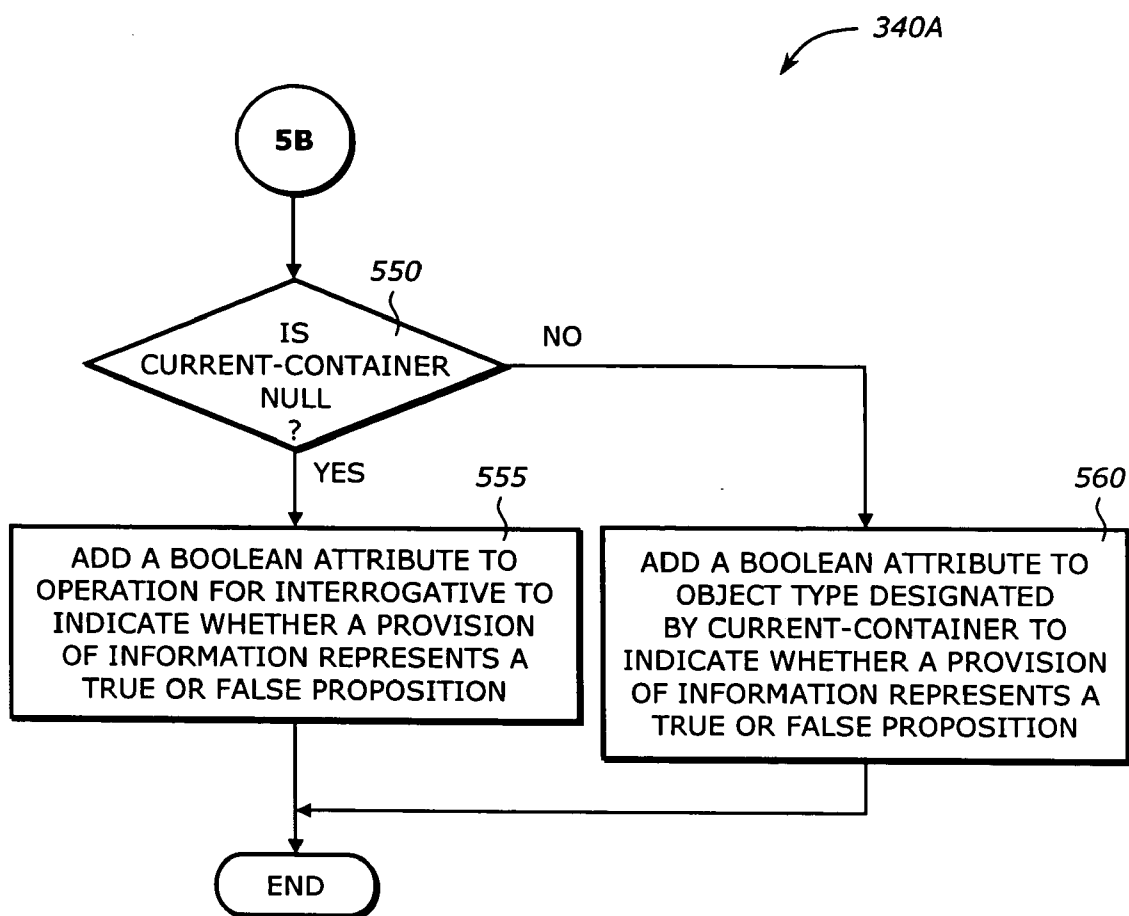 340A
5B
550
IS
CURRENT-CONTAINER
NULL
?
NO
YES
555
560
ADD A BOOLEAN ATTRIBUTE TO
OPERATION FOR INTERROGATIVE TO
INDICATE WHETHER A PROVISION
OF INFORMATION REPRESENTS A
TRUE OR FALSE PROPOSITION
ADD A BOOLEAN ATTRIBUTE TO
OBJECT TYPE DESIGNATED
BY CURRENT-CONTAINER TO
INDICATE WHETHER A PROVISION
OF INFORMATION REPRESENTS A
TRUE OR FALSE PROPOSITION
END